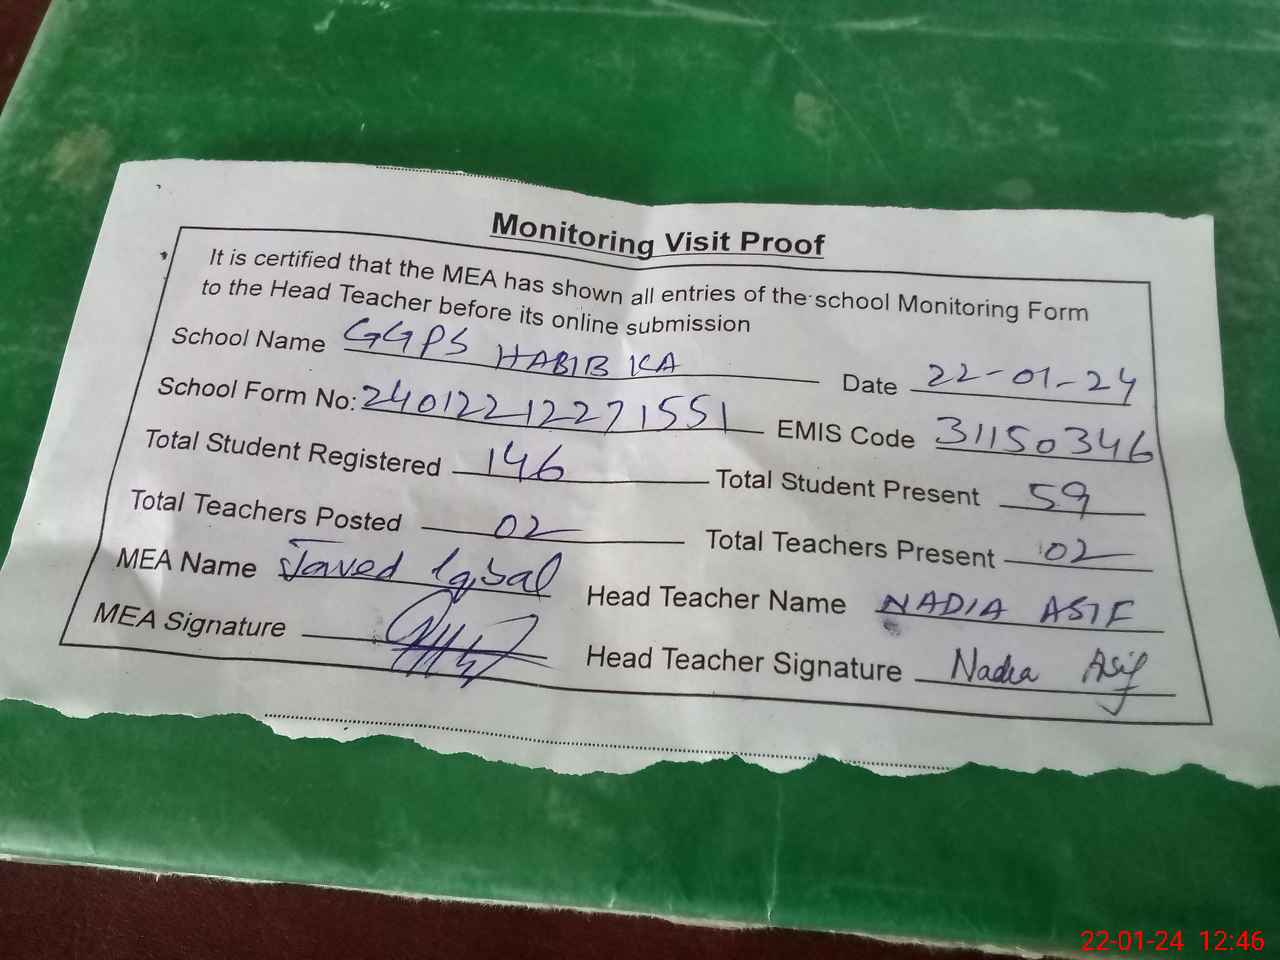 Monitoring Visit Proof
It is certified that the MEA has shown all entries of the school Monitoring Form
to the Head Teacher before its online submission
School Name GGPS HABIB KA Date 22-01-24
School Form No: 24012212271551 EMIS Code 31150346
Total Student Registered 146 Total Student Present 59
Total Teachers Posted 02 Total Teachers Present 02
MEA Name Javed Iqbal Head Teacher Name NADIA ASIF
MEA Signature Head Teacher Signature Nadia Asif
22-01-24 12:46